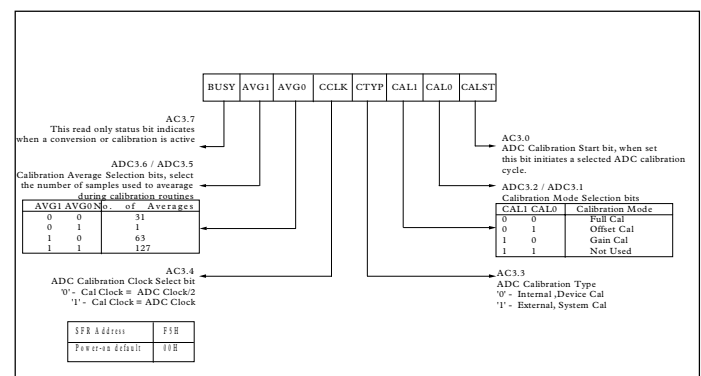 BUSY AVG1 AVG0 CCLK CTYP CAL1 CAL0 CALST
AC3.7
This read only status bit indicates
when a conversion or calibration is active
ADC3.6 / ADC3.5
Calibration Average Selection bits, select
the number of samples used to avearage
during calibration routines
AVG1 AVG0 No. of Averages
0 0 31
0 1 1
1 0 63
1 1 127
AC3.4
ADC Calibration Clock Select bit
'0' - Cal Clock = ADC Clock/2
'1' - Cal Clock = ADC Clock
SFR Address F5H
Power-on default 00H
AC3.0
ADC Calibration Start bit, when set
this bit initiates a selected ADC calibration
cycle.
ADC3.2 / ADC3.1
Calibration Mode Selection bits
CAL1 CAL0 Calibration Mode
0 0 Full Cal
0 1 Offset Cal
1 0 Gain Cal
1 1 Not Used
AC3.3
ADC Calibration Type
'0' - Internal ,Device Cal
'1' - External, System Cal